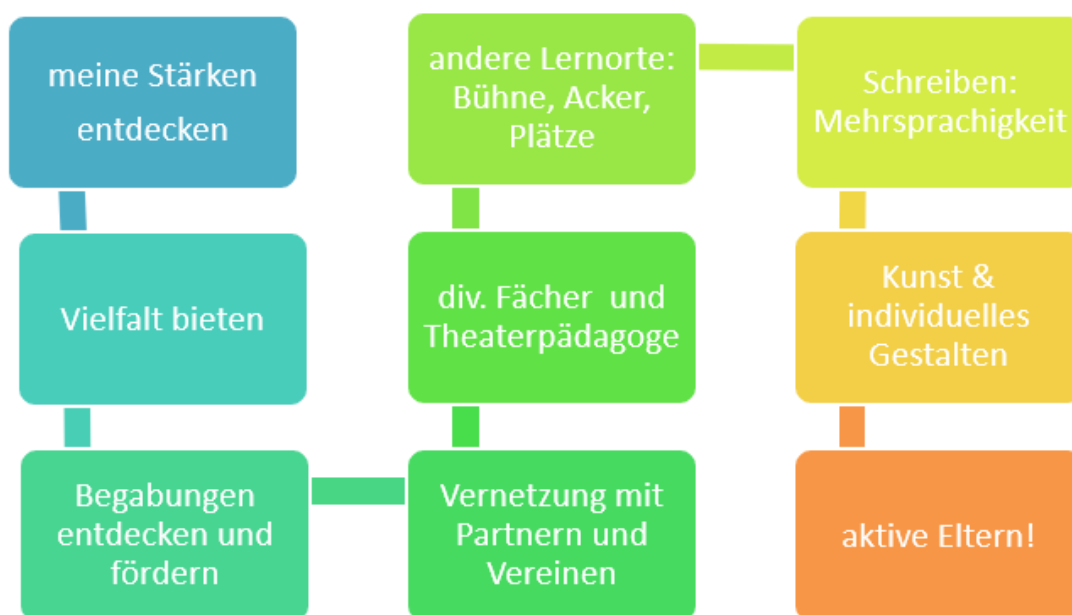 meine Stärken
entdecken
Vielfalt bieten
Begabungen
entdecken und
fördern
Vernetzung mit
Partnern und
Vereinen
div. Fächer und
Theaterpädagoge
andere Lernorte:
Bühne, Acker,
Plätze
Schreiben:
Mehrsprachigkeit
Kunst &
individuelles
Gestalten
aktive Eltern!